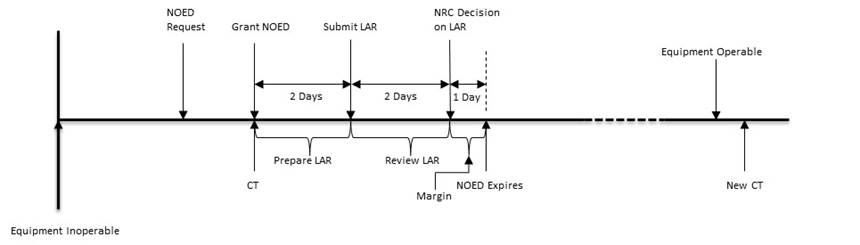 NOED
Request
Grant NOED
Submit LAR
NRC Decision
on LAR
Equipment Operable
2 Days
2 Days
1 Day
Prepare LAR
Review LAR
CT
Margin
NOED Expires
New CT
Equipment Inoperable